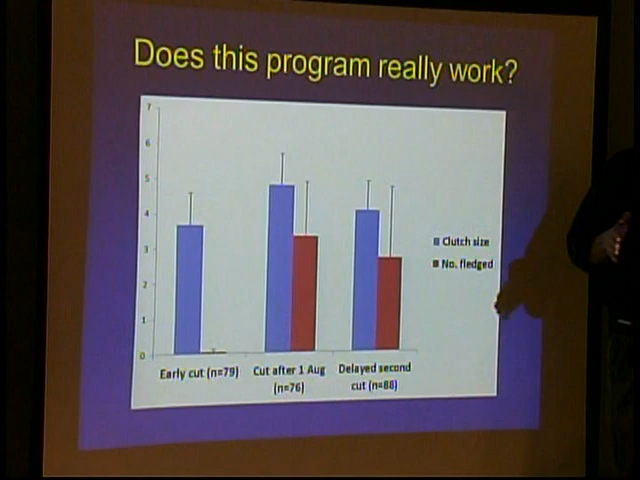 Does this program really work?
7
6
5
4
3
2
1
0
Clutch size
No. fledged
Early cut (n=79)
Cut after 1 Aug
(n=76)
Delayed second
cut (n=88)